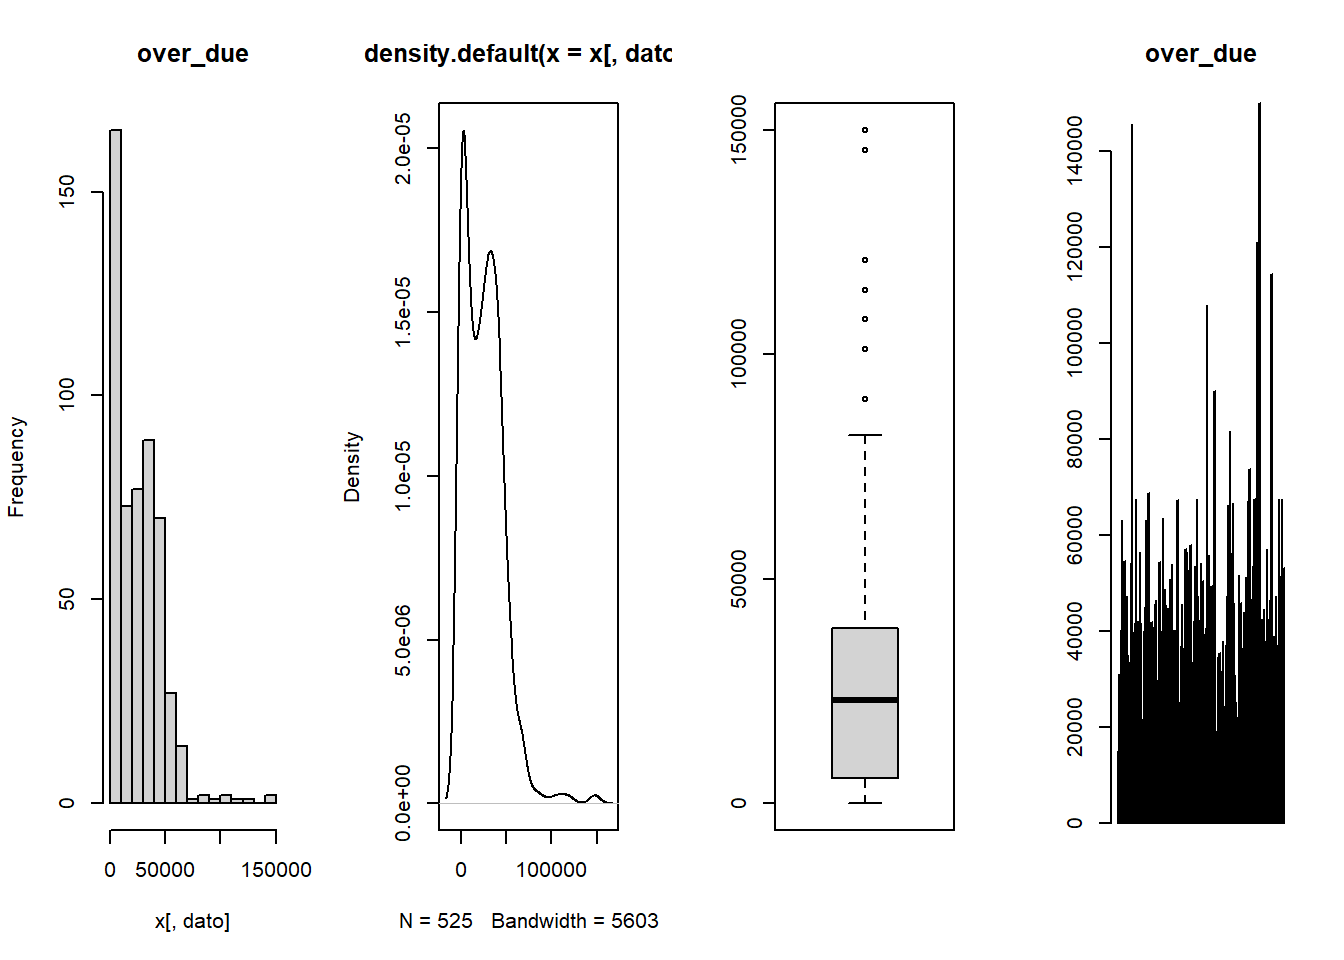 over_due
Frequency
0
50
100
150
0
50000
150000
x[, dato]
density.default(x = x[, dato
Density
0.0e+00
5.0e-06
1.0e-05
1.5e-05
2.0e-05
0
100000
N = 525 Bandwidth = 5603
0
50000
100000
150000
over_due
0
20000
40000
60000
80000
100000
120000
140000